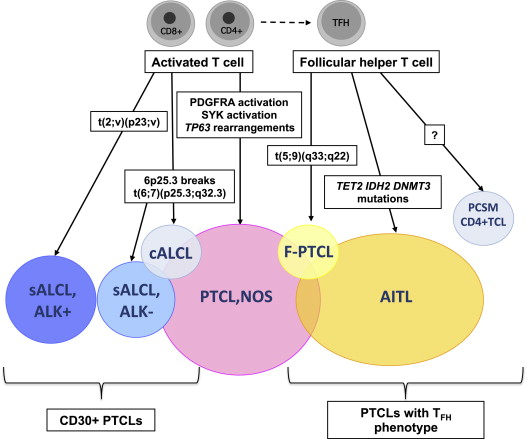 CD8+
CD4+
TFH
Activated T cell
Follicular helper T cell
t(2;v)(p23;v)
PDGFRA activation
SYK activation
TP63 rearrangements
t(5;9)(q33;q22)
?
6p25.3 breaks
t(6;7)(p25.3;q32.3)
TET2 IDH2 DNMT3
mutations
PCSM
CD4+TCL
cALCL
F-PTCL
sALCL,
ALK+
sALCL,
ALK-
PTCL,NOS
AITL
CD30+ PTCLs
PTCLs with TFH
phenotype